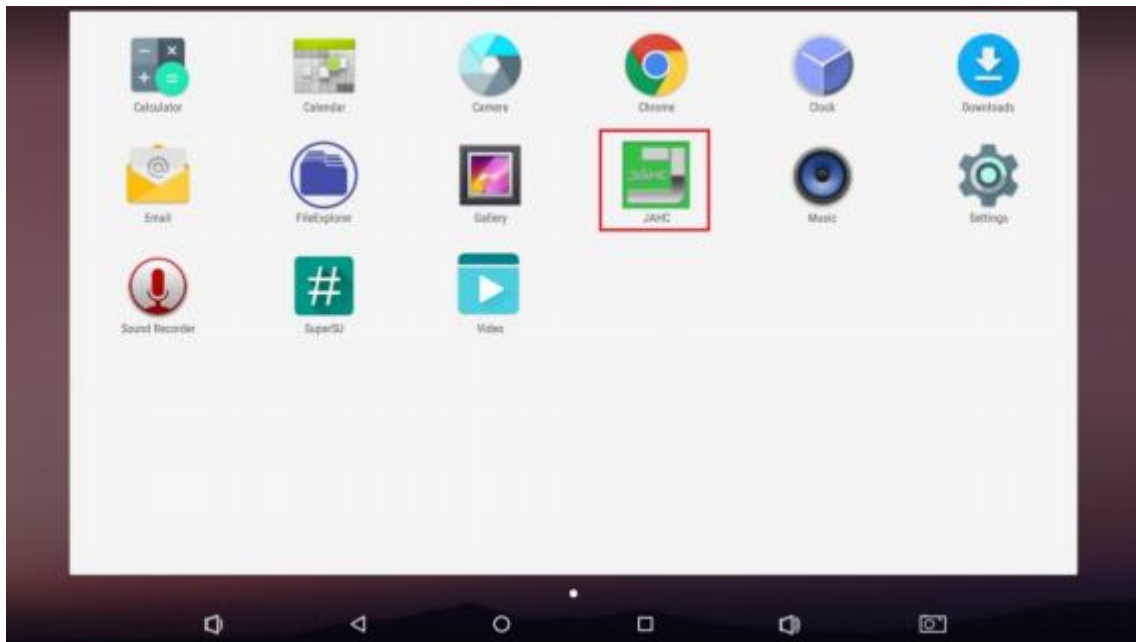 Calculator
Calendar
Camera
Chrome
Clock
Downloads
Email
FileExplorer
Gallery
JAHC
Music
Settings
Sound Recorder
SuperSU
Video